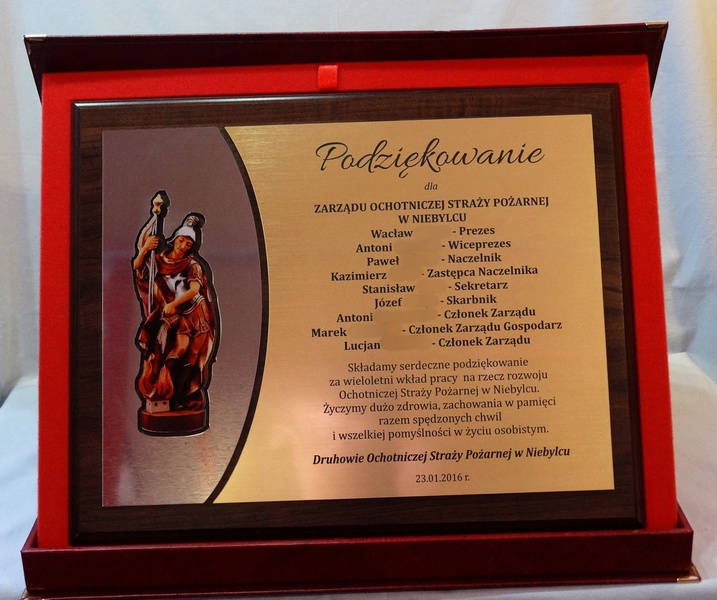 Podziękowanie
dla
ZARZĄDU OCHOTNICZEJ STRAŻY POŻARNEJ
W NIEBYLCU
Wacław - Prezes
Antoni - Wiceprezes
Paweł - Naczelnik
Kazimierz - Zastępca Naczelnika
Stanisław - Sekretarz
Józef - Skarbnik
Antoni - Członek Zarządu
Marek - Członek Zarządu Gospodarz
Lucjan - Członek Zarządu
Składamy serdeczne podziękowanie
za wieloletni wkład pracy na rzecz rozwoju
Ochotniczej Straży Pożarnej w Niebylcu.
Życzymy dużo zdrowia, zachowania w pamięci
razem spędzonych chwil
i wszelkiej pomyślności w życiu osobistym.
Druhowie Ochotniczej Straży Pożarnej w Niebylcu
23.01.2016 r.